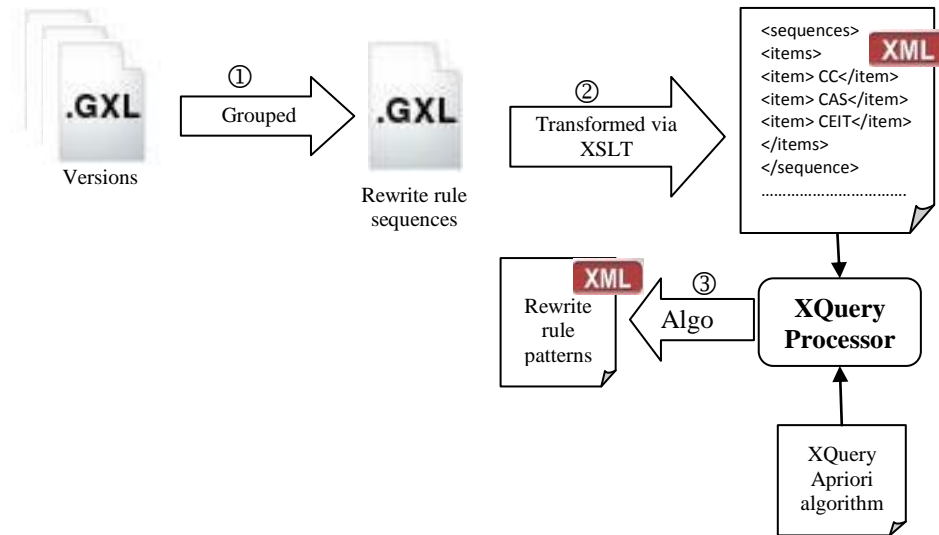 .GXL
Versions
①
Grouped
.GXL
Rewrite rule
sequences
②
Transformed via
XSLT
XML
<sequences>
<items>
<item> CC</item>
<item> CAS</item>
<item> CEIT</item>
</items>
</sequence>
…………………………….
XQuery
Processor
③
Algo
XML
Rewrite
rule
patterns
XQuery
Apriori
algorithm